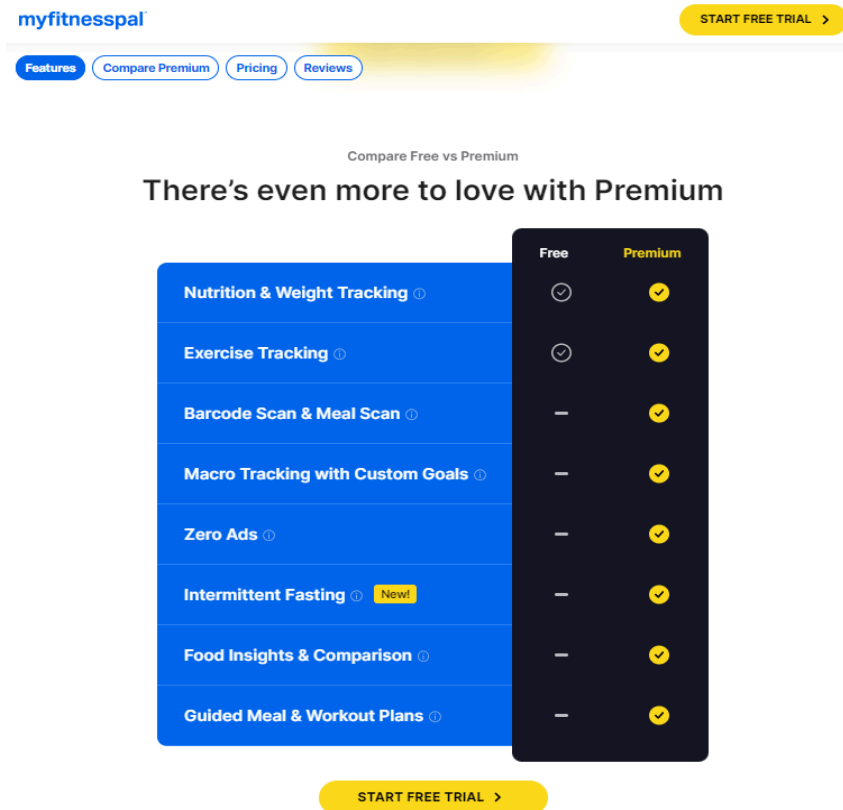 myfitnesspal
START FREE TRIAL
Features Compare Premium Pricing Reviews
Compare Free vs Premium
There's even more to love with Premium
Free Premium
Nutrition & Weight Tracking
Exercise Tracking
Barcode Scan & Meal Scan
Macro Tracking with Custom Goals
Zero Ads
Intermittent Fasting New!
Food Insights & Comparison
Guided Meal & Workout Plans
START FREE TRIAL